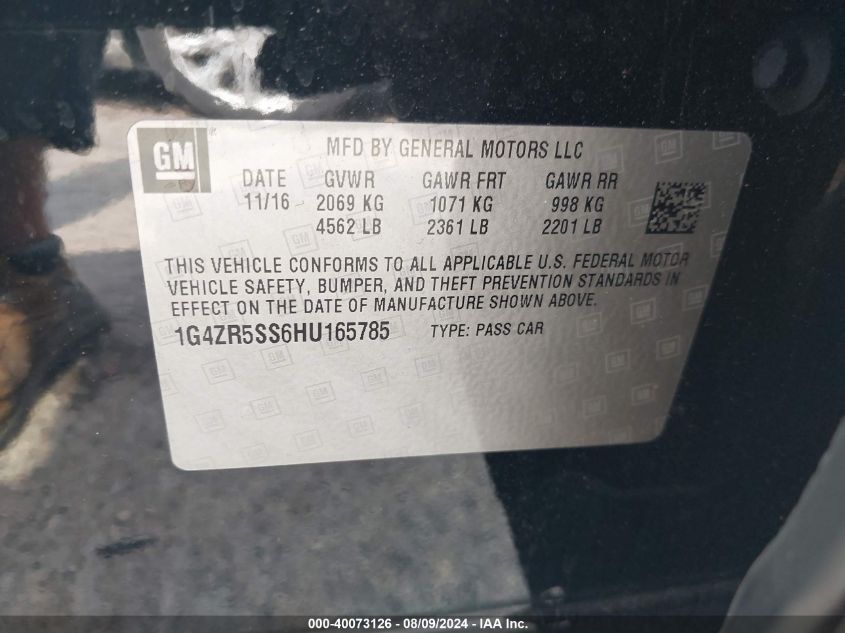 GM
MFD BY GENERAL MOTORS LLC
DATE GVWR GAWR FRT GAWR RR
11/16 2069 KG 1071 KG 998 KG
4562 LB 2361 LB 2201 LB
THIS VEHICLE CONFORMS TO ALL APPLICABLE U.S. FEDERAL MOTOR
VEHICLE SAFETY, BUMPER, AND THEFT PREVENTION STANDARDS IN
EFFECT ON THE DATE OF MANUFACTURE SHOWN ABOVE.
1G4ZR5SS6HU165785 TYPE: PASS CAR
000-40073126 - 08/09/2024 - IAA Inc.